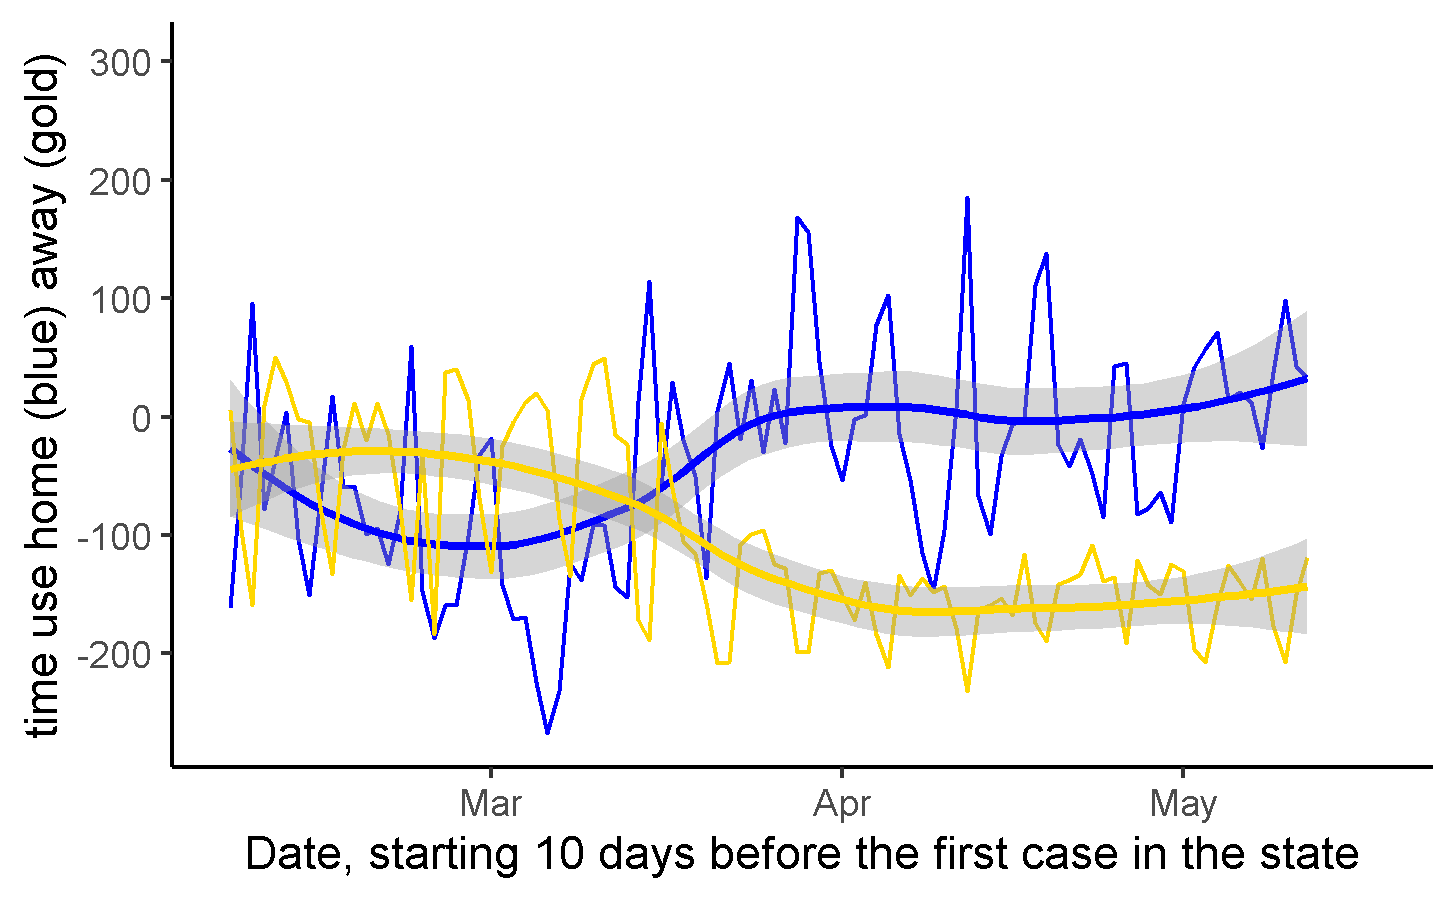 time use home (blue) away (gold)
300
200
100
0
-100
-200
Mar
Apr
May
Date, starting 10 days before the first case in the state